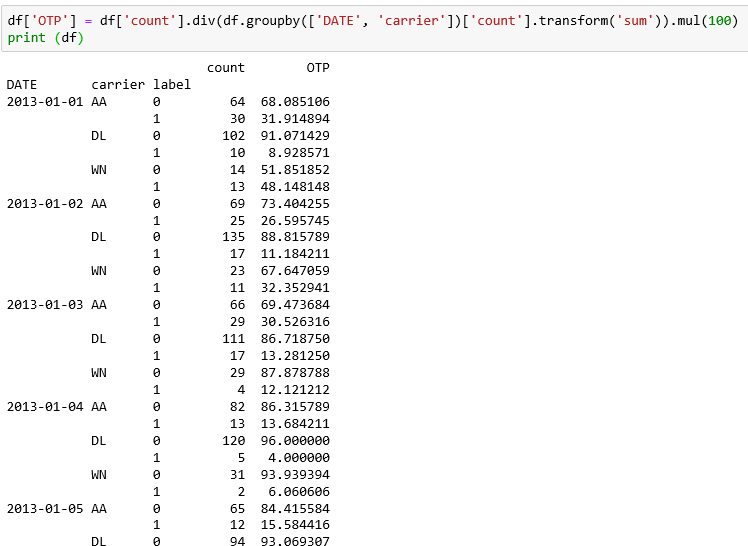 df['OTP'] = df['count'].div(df.groupby(['DATE', 'carrier'])['count'].transform('sum')).mul(100)
print (df)
                          count        OTP
DATE       carrier label
2013-01-01 AA      0         64  68.085106
                   1         30  31.914894
           DL      0        102  91.071429
                   1         10   8.928571
           WN      0         14  51.851852
                   1         13  48.148148
2013-01-02 AA      0         69  73.404255
                   1         25  26.595745
           DL      0        135  88.815789
                   1         17  11.184211
           WN      0         23  67.647059
                   1         11  32.352941
2013-01-03 AA      0         66  69.473684
                   1         29  30.526316
           DL      0        111  86.718750
                   1         17  13.281250
           WN      0         29  87.878788
                   1          4  12.121212
2013-01-04 AA      0         82  86.315789
                   1         13  13.684211
           DL      0        120  96.000000
                   1          5   4.000000
           WN      0         31  93.939394
                   1          2   6.060606
2013-01-05 AA      0         65  84.415584
                   1         12  15.584416
           DL      0         94  93.069307